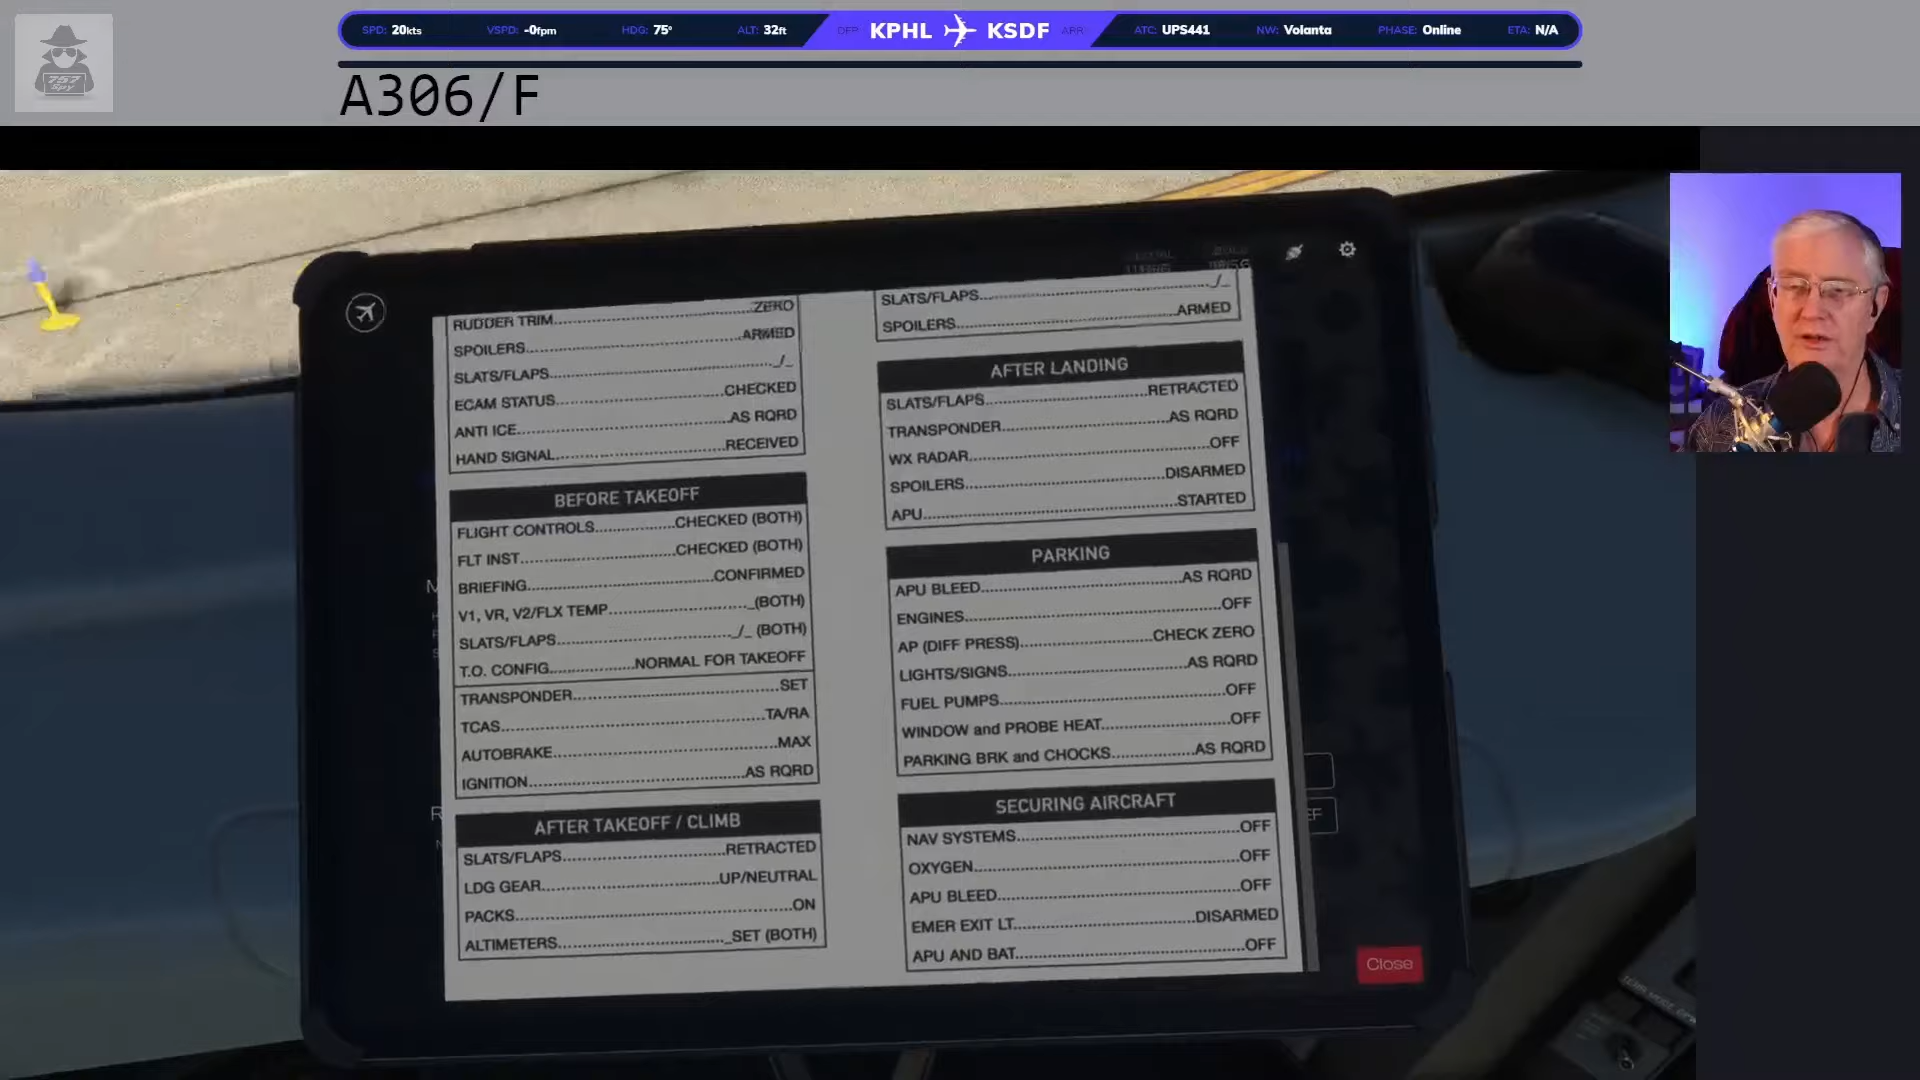 SPD: 20kts
VSPD: -0fpm
HDG: 75°
ALT: 32ft
DEP KPHL KSDF ARR
ATC: UPS441
NW: Volanta
PHASE: Online
ETA: N/A
757
Spy
A306/F
RUDDER TRIM ZERO
SPOILERS ARMED
SLATS/FLAPS _/_
ECAM STATUS CHECKED
ANTI ICE AS RQRD
HAND SIGNAL RECEIVED
BEFORE TAKEOFF
FLIGHT CONTROLS CHECKED (BOTH)
FLT INST CHECKED (BOTH)
BRIEFING CONFIRMED
V1, VR, V2/FLX TEMP _(BOTH)
SLATS/FLAPS _/_ (BOTH)
T.O. CONFIG NORMAL FOR TAKEOFF
TRANSPONDER SET
TCAS TA/RA
AUTOBRAKE MAX
IGNITION AS RQRD
AFTER TAKEOFF / CLIMB
SLATS/FLAPS RETRACTED
LDG GEAR UP/NEUTRAL
PACKS ON
ALTIMETERS _SET (BOTH)
SLATS/FLAPS _/_
SPOILERS ARMED
AFTER LANDING
SLATS/FLAPS RETRACTED
TRANSPONDER AS RQRD
WX RADAR OFF
SPOILERS DISARMED
APU STARTED
PARKING
APU BLEED AS RQRD
ENGINES OFF
AP (DIFF PRESS) CHECK ZERO
LIGHTS/SIGNS AS RQRD
FUEL PUMPS OFF
WINDOW and PROBE HEAT OFF
PARKING BRK and CHOCKS AS RQRD
SECURING AIRCRAFT
NAV SYSTEMS OFF
OXYGEN OFF
APU BLEED OFF
EMER EXIT LT DISARMED
APU AND BAT OFF
Close